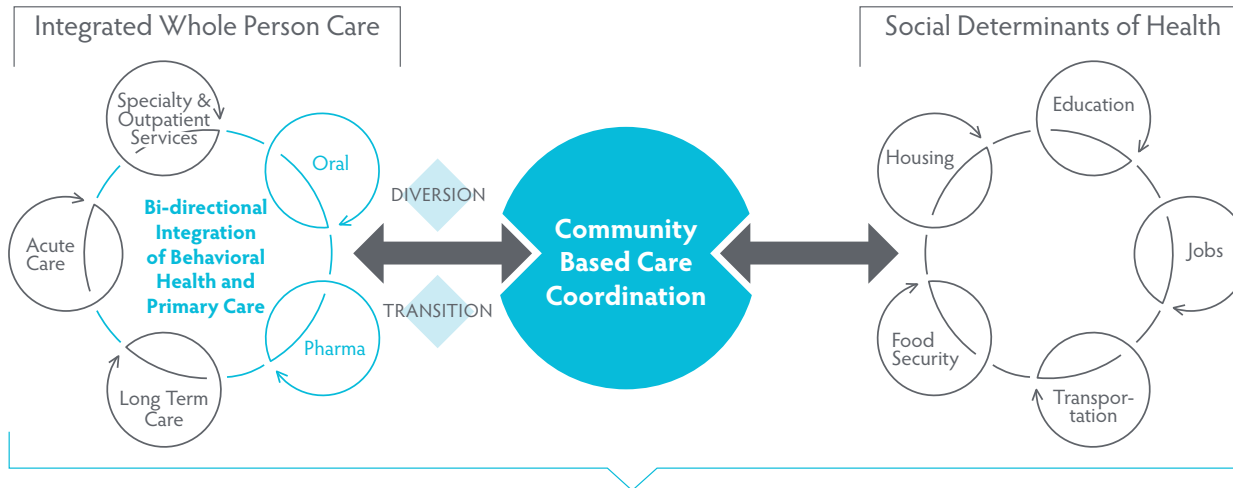 Integrated Whole Person Care
Specialty &
Outpatient
Services
Oral
Bi-directional
Integration
of Behavioral
Health and
Primary Care
Acute
Care
Pharma
Long Term
Care
DIVERSION
TRANSITION
Community
Based Care
Coordination
Social Determinants of Health
Education
Housing
Jobs
Food
Security
Transpor-
tation